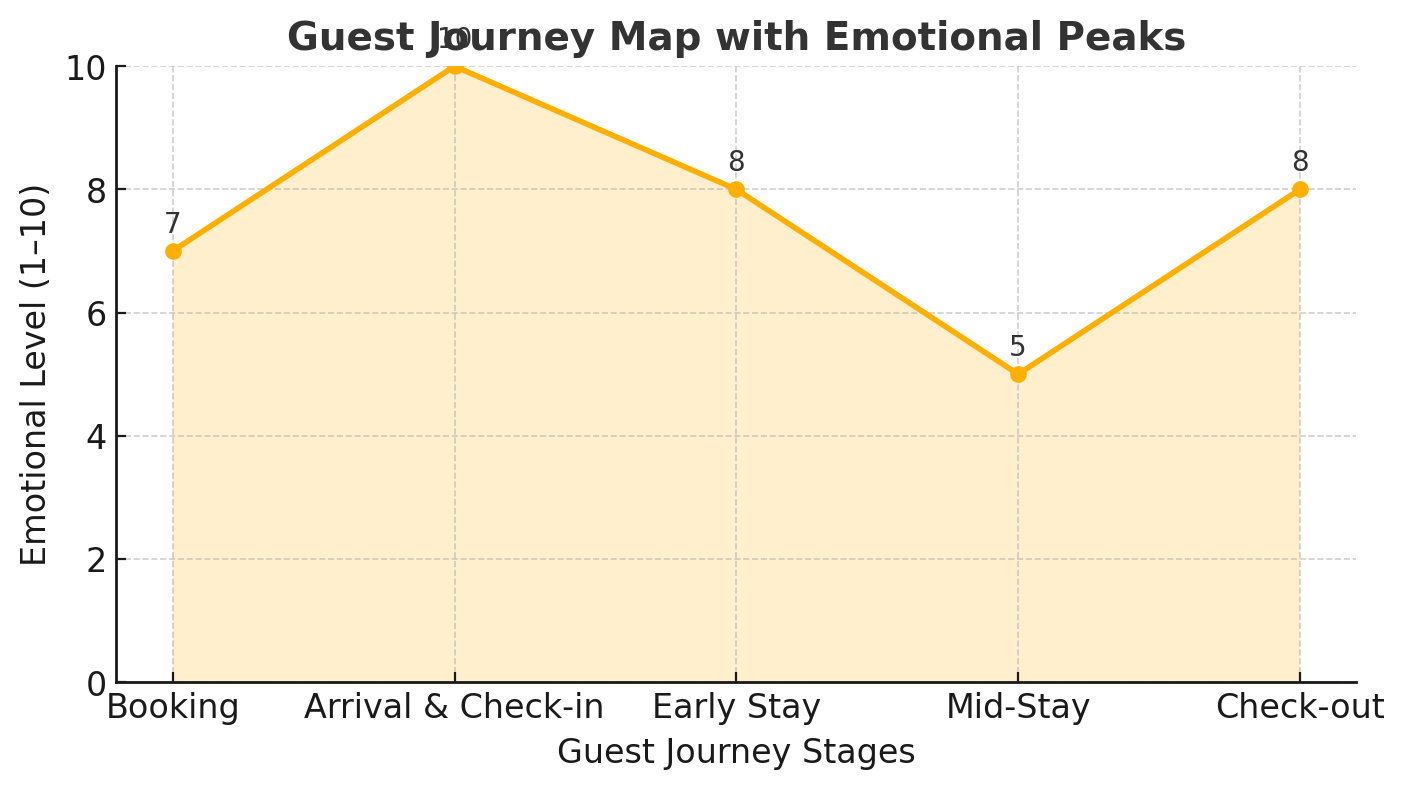 Guest Journey Map with Emotional Peaks
10
10
8
8
8
7
6
5
4
2
0
Emotional Level (1–10)
Booking
Arrival & Check-in
Early Stay
Mid-Stay
Check-out
Guest Journey Stages